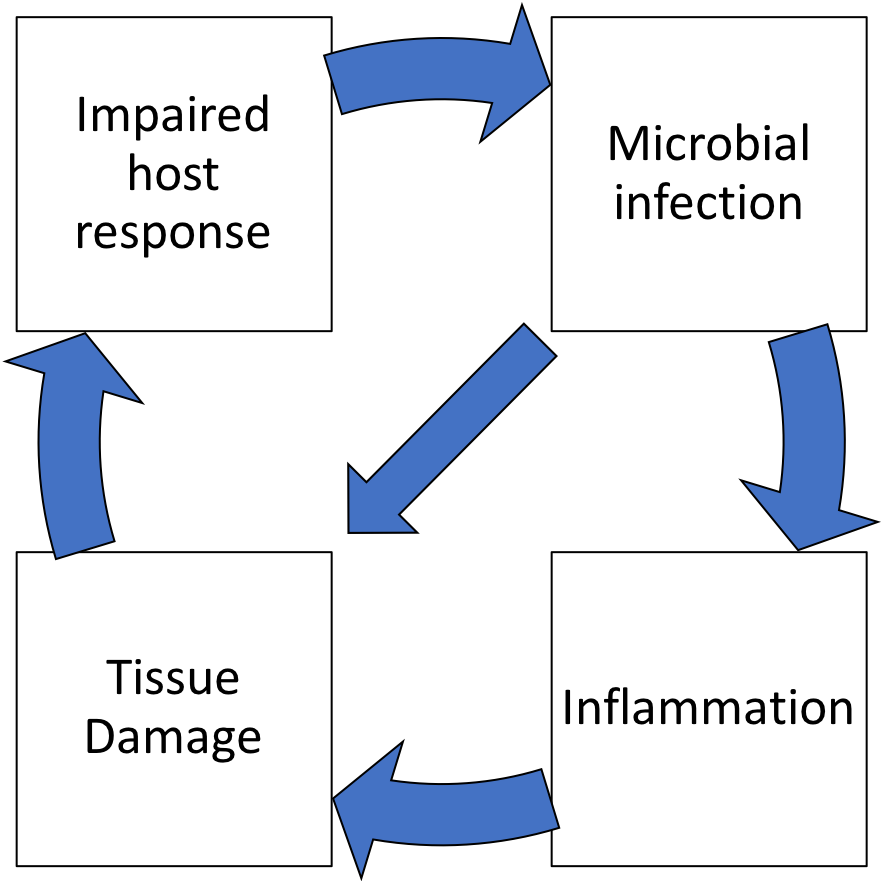 Impaired
host
response
Microbial
infection
Tissue
Damage
Inflammation